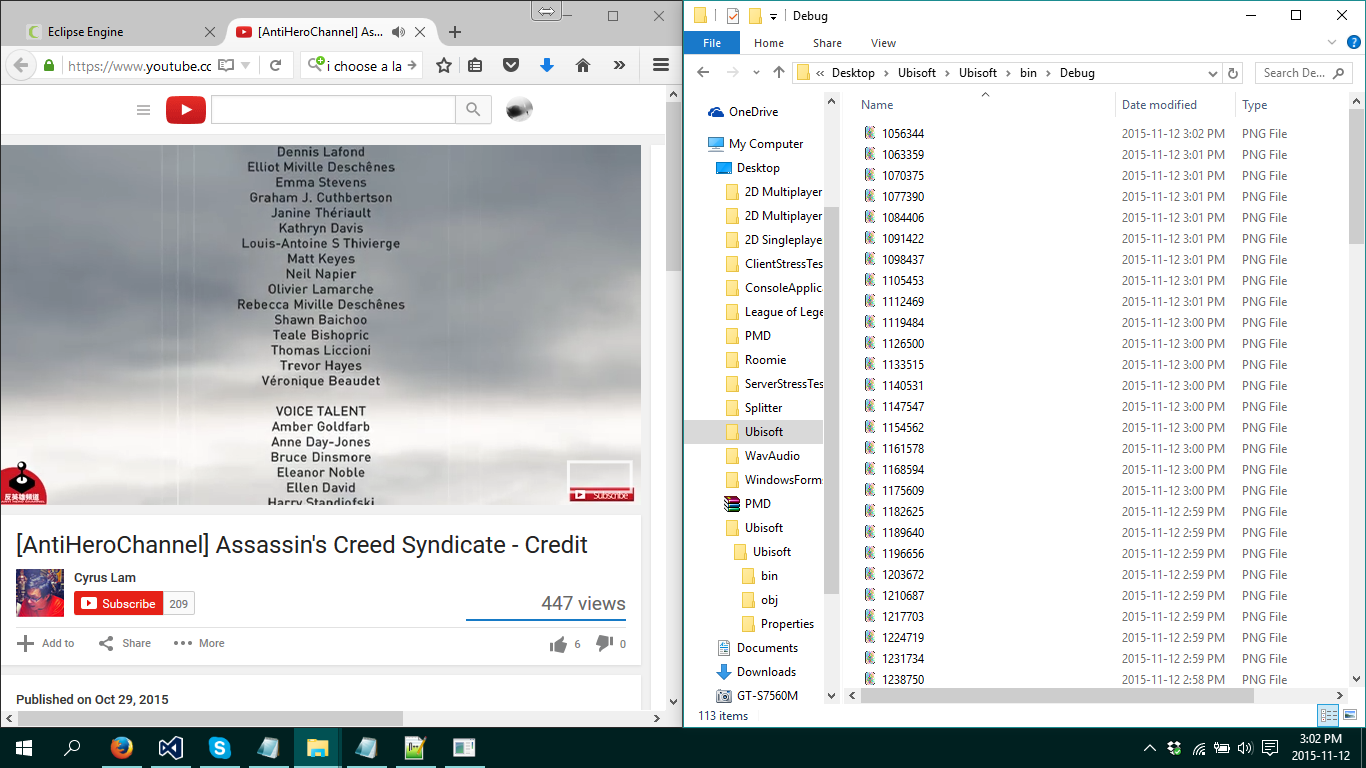 Eclipse Engine
[AntiHeroChannel] As...
https://www.youtube.cc
i choose a la
Dennis Lafond
Elliot Miville Deschênes
Emma Stevens
Graham J. Cuthbertson
Janine Thériault
Kathryn Davis
Louis-Antoine S Thivierge
Matt Keyes
Neil Napier
Olivier Lamarche
Rebecca Miville Deschênes
Shawn Baichoo
Teale Bishopric
Thomas Liccioni
Trevor Hayes
Véronique Beaudet
VOICE TALENT
Amber Goldfarb
Anne Day-Jones
Bruce Dinsmore
Eleanor Noble
Ellen David
Harry Standjofski
反英雄頻道
Subscribe
[AntiHeroChannel] Assassin's Creed Syndicate - Credit
Cyrus Lam
Subscribe 209
447 views
Add to Share More 6 0
Published on Oct 29, 2015
Debug
File Home Share View
?
« Desktop > Ubisoft > Ubisoft > bin > Debug
Search De...
OneDrive
My Computer
Desktop
2D Multiplayer
2D Multiplayer
2D Singleplaye
ClientStressTes
ConsoleApplica
League of Lege
PMD
Roomie
ServerStressTes
Splitter
Ubisoft
WavAudio
WindowsForm
PMD
Ubisoft
Ubisoft
bin
obj
Properties
Documents
Downloads
GT-S7560M
Name Date modified Type
1056344 2015-11-12 3:02 PM PNG File
1063359 2015-11-12 3:01 PM PNG File
1070375 2015-11-12 3:01 PM PNG File
1077390 2015-11-12 3:01 PM PNG File
1084406 2015-11-12 3:01 PM PNG File
1091422 2015-11-12 3:01 PM PNG File
1098437 2015-11-12 3:01 PM PNG File
1105453 2015-11-12 3:01 PM PNG File
1112469 2015-11-12 3:01 PM PNG File
1119484 2015-11-12 3:00 PM PNG File
1126500 2015-11-12 3:00 PM PNG File
1133515 2015-11-12 3:00 PM PNG File
1140531 2015-11-12 3:00 PM PNG File
1147547 2015-11-12 3:00 PM PNG File
1154562 2015-11-12 3:00 PM PNG File
1161578 2015-11-12 3:00 PM PNG File
1168594 2015-11-12 3:00 PM PNG File
1175609 2015-11-12 3:00 PM PNG File
1182625 2015-11-12 2:59 PM PNG File
1189640 2015-11-12 2:59 PM PNG File
1196656 2015-11-12 2:59 PM PNG File
1203672 2015-11-12 2:59 PM PNG File
1210687 2015-11-12 2:59 PM PNG File
1217703 2015-11-12 2:59 PM PNG File
1224719 2015-11-12 2:59 PM PNG File
1231734 2015-11-12 2:59 PM PNG File
1238750 2015-11-12 2:58 PM PNG File
113 items
3:02 PM
2015-11-12